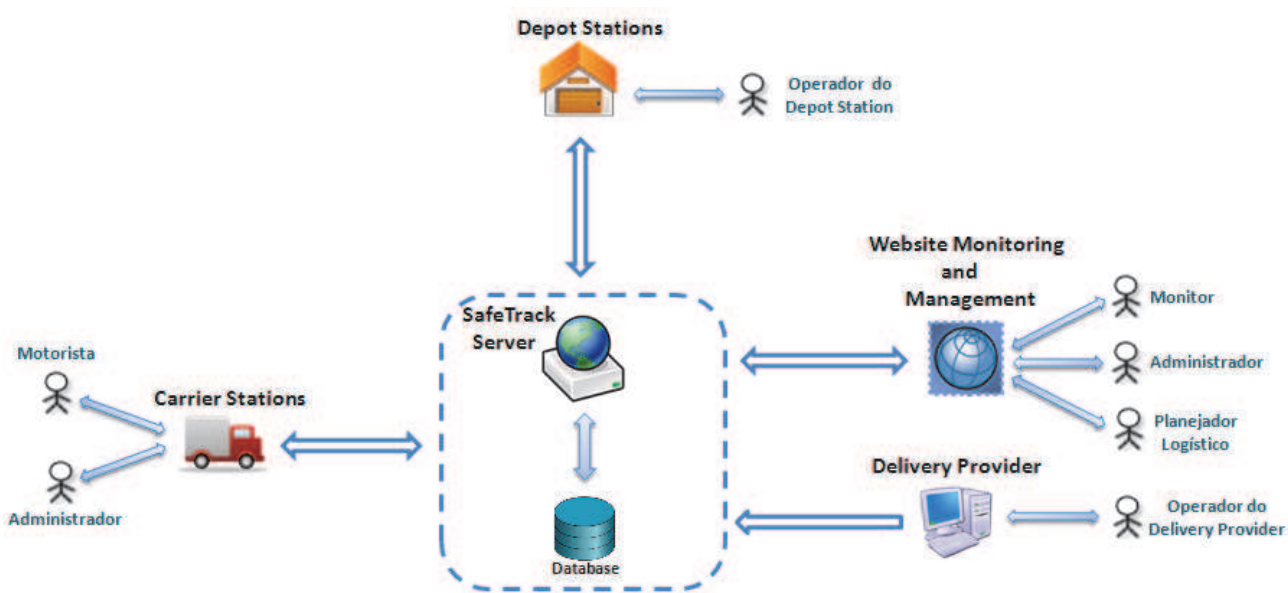 Depot Stations
Operador do
Depot Station
Website Monitoring
and
Management
Monitor
Administrador
Planejador
Logístico
SafeTrack
Server
Database
Motorista
Carrier Stations
Administrador
Delivery Provider
Operador do
Delivery Provider